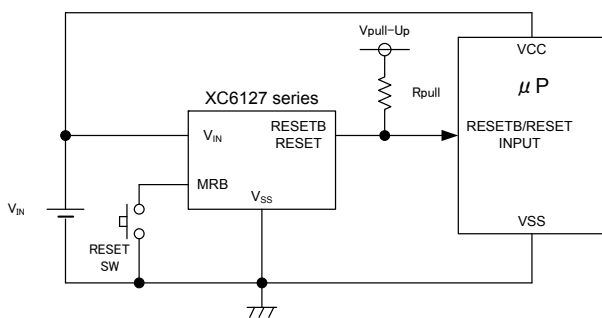 Vpull-Up
VCC
μP
Rpull
XC6127 series
VIN
RESETB
RESET
RESETB/RESET
INPUT
MRB
VSS
VIN
RESET
SW
VSS